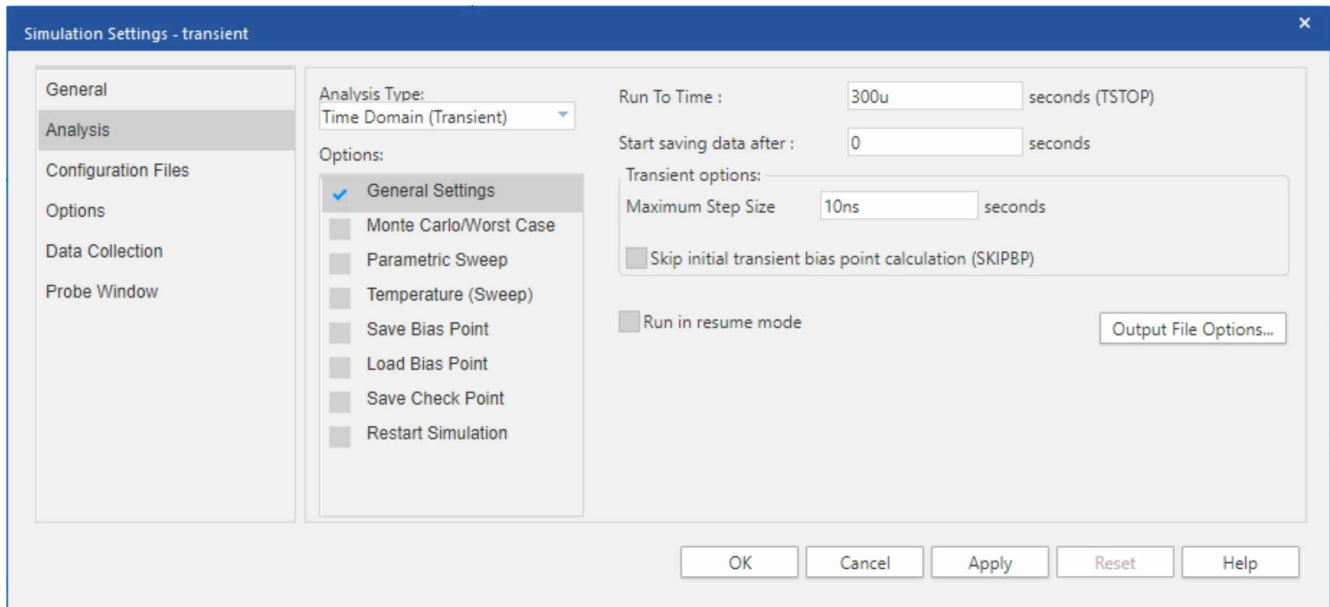 Simulation Settings - transient
×
General
Analysis
Configuration Files
Options
Data Collection
Probe Window
Analysis Type:
Time Domain (Transient)
Options:
General Settings
Monte Carlo/Worst Case
Parametric Sweep
Temperature (Sweep)
Save Bias Point
Load Bias Point
Save Check Point
Restart Simulation
Run To Time : 300u seconds (TSTOP)
Start saving data after : 0 seconds
Transient options:
Maximum Step Size 10ns seconds
Skip initial transient bias point calculation (SKIPBP)
Run in resume mode
Output File Options...
OK Cancel Apply Reset Help